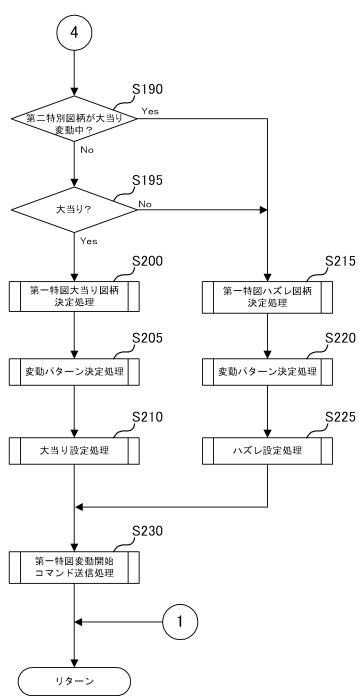 4
S190
第二特別図柄が大当り
変動中？
Yes
No
S195
大当り？
No
Yes
S200
第一特図大当り図柄
決定処理
S215
第一特図ハズレ図柄
決定処理
S205
変動パターン決定処理
S220
変動パターン決定処理
S210
大当り設定処理
S225
ハズレ設定処理
S230
第一特図変動開始
コマンド送信処理
1
リターン